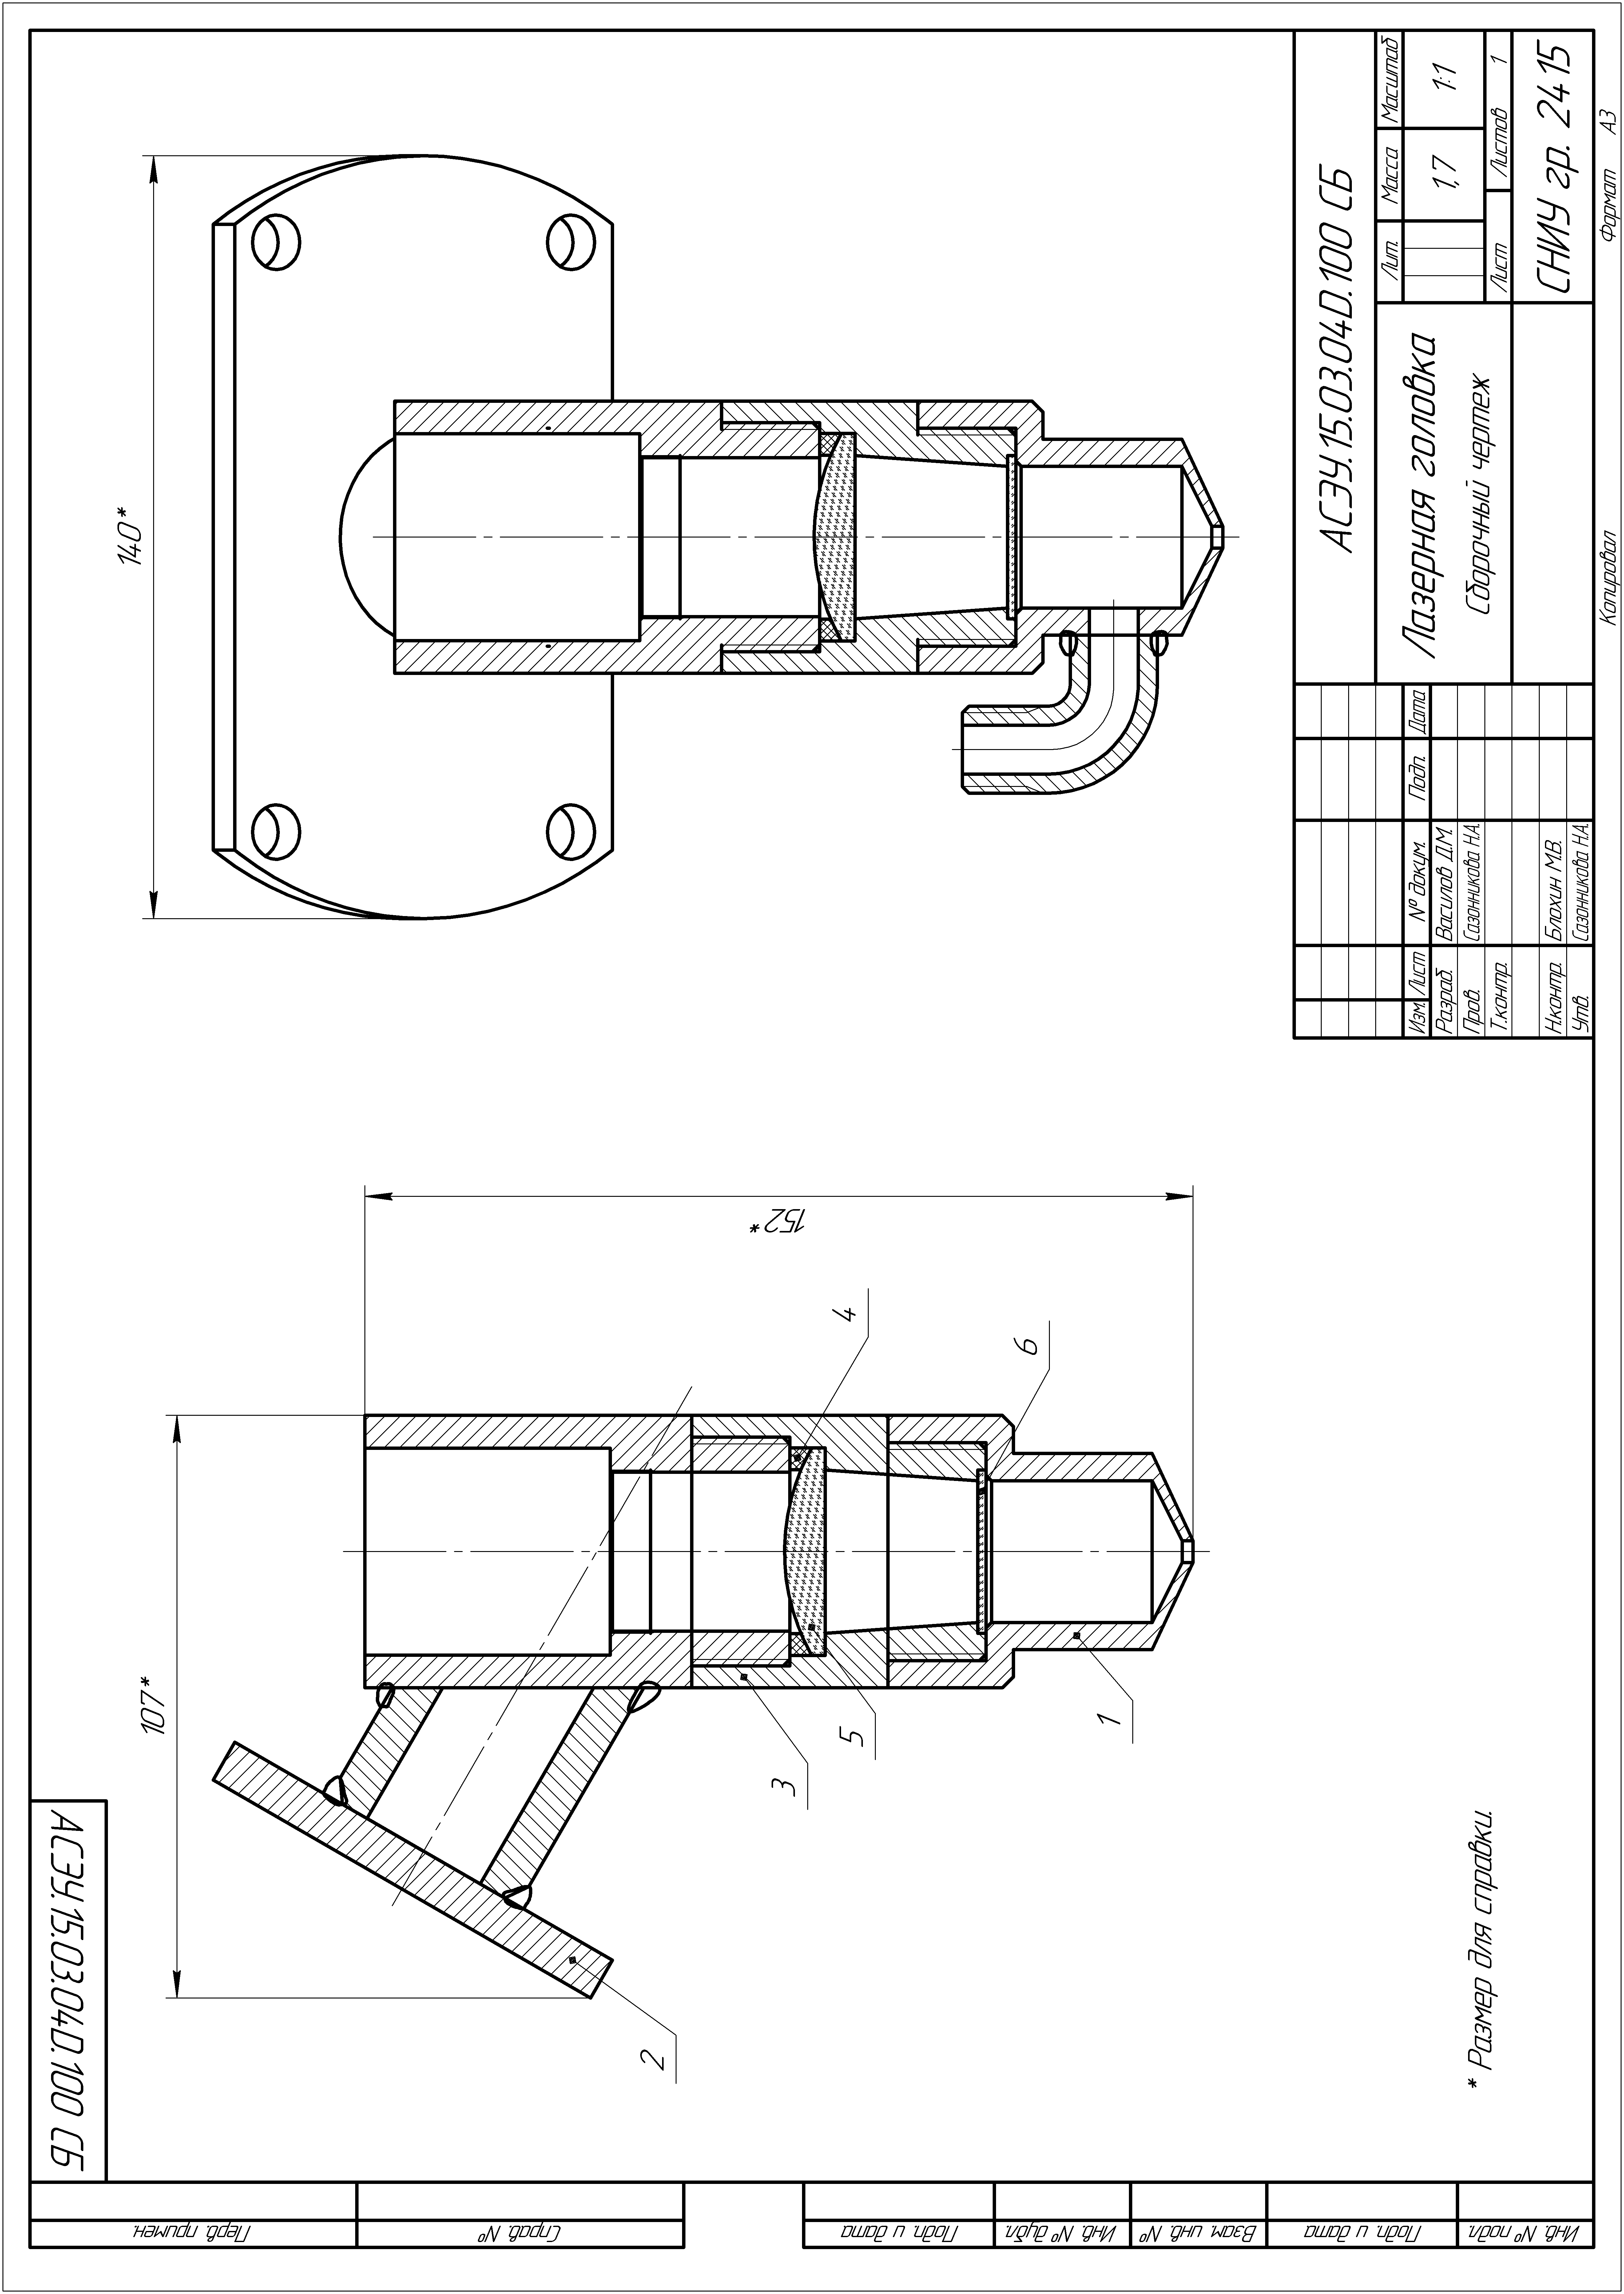 АСЭУ.15.03.04D.100 СБ
140*
107*
152*
1
2
3
4
5
6
* Размер для справки.
АСЭУ.15.03.04D.100 СБ
Лазерная головка
Сборочный чертеж
Лит.
Масса
Масштаб
1,7
1:1
Лист
Листов 1
СНИУ гр. 2415
Изм. Лист № докум. Подп. Дата
Разраб. Василов Д.М.
Пров. Сазонникова Н.А.
Т.контр.
Н.контр. Блохин М.В.
Утв. Сазонникова Н.А.
Копировал
Формат А3
Перв. примен.
Справ. №
Подп. и дата
Инв. № дубл.
Взам. инв. №
Подп. и дата
Инв. № подл.